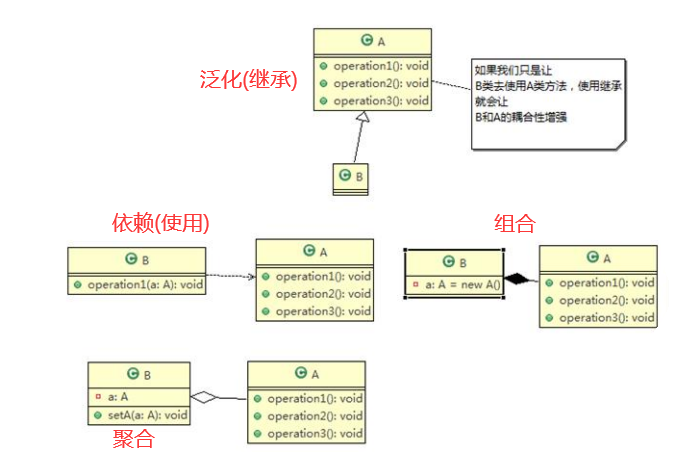 A
operation1(): void
operation2(): void
operation3(): void
泛化(继承)
如果我们只是让
B类去使用A类方法，使用继承
就会让
B和A的耦合性增强
B
依赖(使用)
B
operation1(a: A): void
A
operation1(): void
operation2(): void
operation3(): void
组合
B
a: A = new A()
A
operation1(): void
operation2(): void
operation3(): void
B
a: A
setA(a: A): void
聚合
A
operation1(): void
operation2(): void
operation3(): void